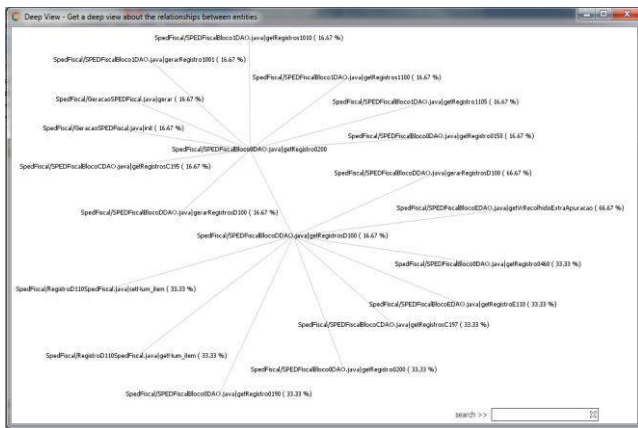 Deep View - Get a deep view about the relationships between entities
SpedFiscal/SPEDFiscalBloco1DAO.java|getRegistros1010 ( 16.67 %)
SpedFiscal/SPEDFiscalBloco1DAO.java|gerarRegistro1001 ( 16.67 %)
SpedFiscal/SPEDFiscalBloco1DAO.java|getRegistros1100 ( 16.67 %)
SpedFiscal/GeracaoSPEDFiscal.java|gerar ( 16.67 %)
SpedFiscal/SPEDFiscalBloco1DAO.java|getRegistro1105 ( 16.67 %)
SpedFiscal/GeracaoSPEDFiscal.java|init ( 16.67 %)
SpedFiscal/SPEDFiscalBloco0DAO.java|getRegistro0150 ( 16.67 %)
SpedFiscal/SPEDFiscalBloco0DAO.java|getRegistro0200
SpedFiscal/SPEDFiscalBlocoCDAO.java|getRegistrosC195 ( 16.67 %)
SpedFiscal/SPEDFiscalBlocoDDAO.java|gerarRegistrosD100 ( 66.67 %)
SpedFiscal/SPEDFiscalBlocoDDAO.java|gerarRegistrosD100 ( 16.67 %)
SpedFiscal/SPEDFiscalBlocoEDAO.java|getVlrRecolhidoExtraApuracao ( 66.67 %)
SpedFiscal/SPEDFiscalBlocoDDAO.java|getRegistrosD100 ( 16.67 %)
SpedFiscal/SPEDFiscalBloco0DAO.java|getRegistro0460 ( 33.33 %)
SpedFiscal/RegistroD110SpedFiscal.java|setNum_item ( 33.33 %)
SpedFiscal/SPEDFiscalBlocoEDAO.java|getRegistroE110 ( 33.33 %)
SpedFiscal/SPEDFiscalBlocoCDAO.java|getRegistrosC197 ( 33.33 %)
SpedFiscal/RegistroD110SpedFiscal.java|getNum_item ( 33.33 %)
SpedFiscal/SPEDFiscalBloco0DAO.java|getRegistro0200 ( 33.33 %)
SpedFiscal/SPEDFiscalBloco0DAO.java|getRegistro0190 ( 33.33 %)
search >>